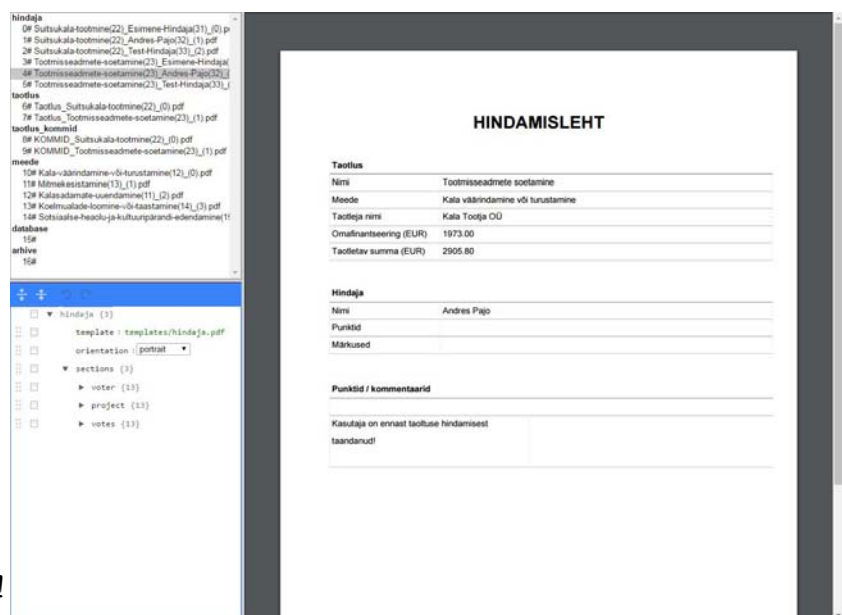 hindaja
0# Suitsukala-tootmine(22)_Esimene-Hindaja(31)_(0).p
1# Suitsukala-tootmine(22)_Andres-Pajo(32)_(1).pdf
2# Suitsukala-tootmine(22)_Test-Hindaja(33)_(2).pdf
3# Tootmisseadmete-soetamine(23)_Esimene-Hindaja(
4# Tootmisseadmete-soetamine(23)_Andres-Pajo(32)_(
5# Tootmisseadmete-soetamine(23)_Test-Hindaja(33)_(
taotlus
6# Taotlus_Suitsukala-tootmine(22)_(0).pdf
7# Taotlus_Tootmisseadmete-soetamine(23)_(1).pdf
taotlus_kommid
8# KOMMID_Suitsukala-tootmine(22)_(0).pdf
9# KOMMID_Tootmisseadmete-soetamine(23)_(1).pdf
meede
10# Kala-väärindamine-või-turustamine(12)_(0).pdf
11# Mitmekesistamine(13)_(1).pdf
12# Kalasadamate-uuendamine(11)_(2).pdf
13# Koelmualade-loomine-või-taastamine(14)_(3).pdf
14# Sotsiaalse-heaolu-ja-kultuuripärandi-edendamine(1
database
15#
arhive
16#
hindaja {3}
template : templates/hindaja.pdf
orientation : portrait
sections {3}
voter {13}
project {13}
votes {13}
!
HINDAMISLEHT
Taotlus
Nimi Tootmisseadmete soetamine
Meede Kala väärindamine või turustamine
Taotleja nimi Kala Tootja OÜ
Omafinantseering (EUR) 1973.00
Taotletav summa (EUR) 2905.80
Hindaja
Nimi Andres Pajo
Punktid
Märkused
Punktid / kommentaarid
Kasutaja on ennast taoltuse hindamisest
taandanud!